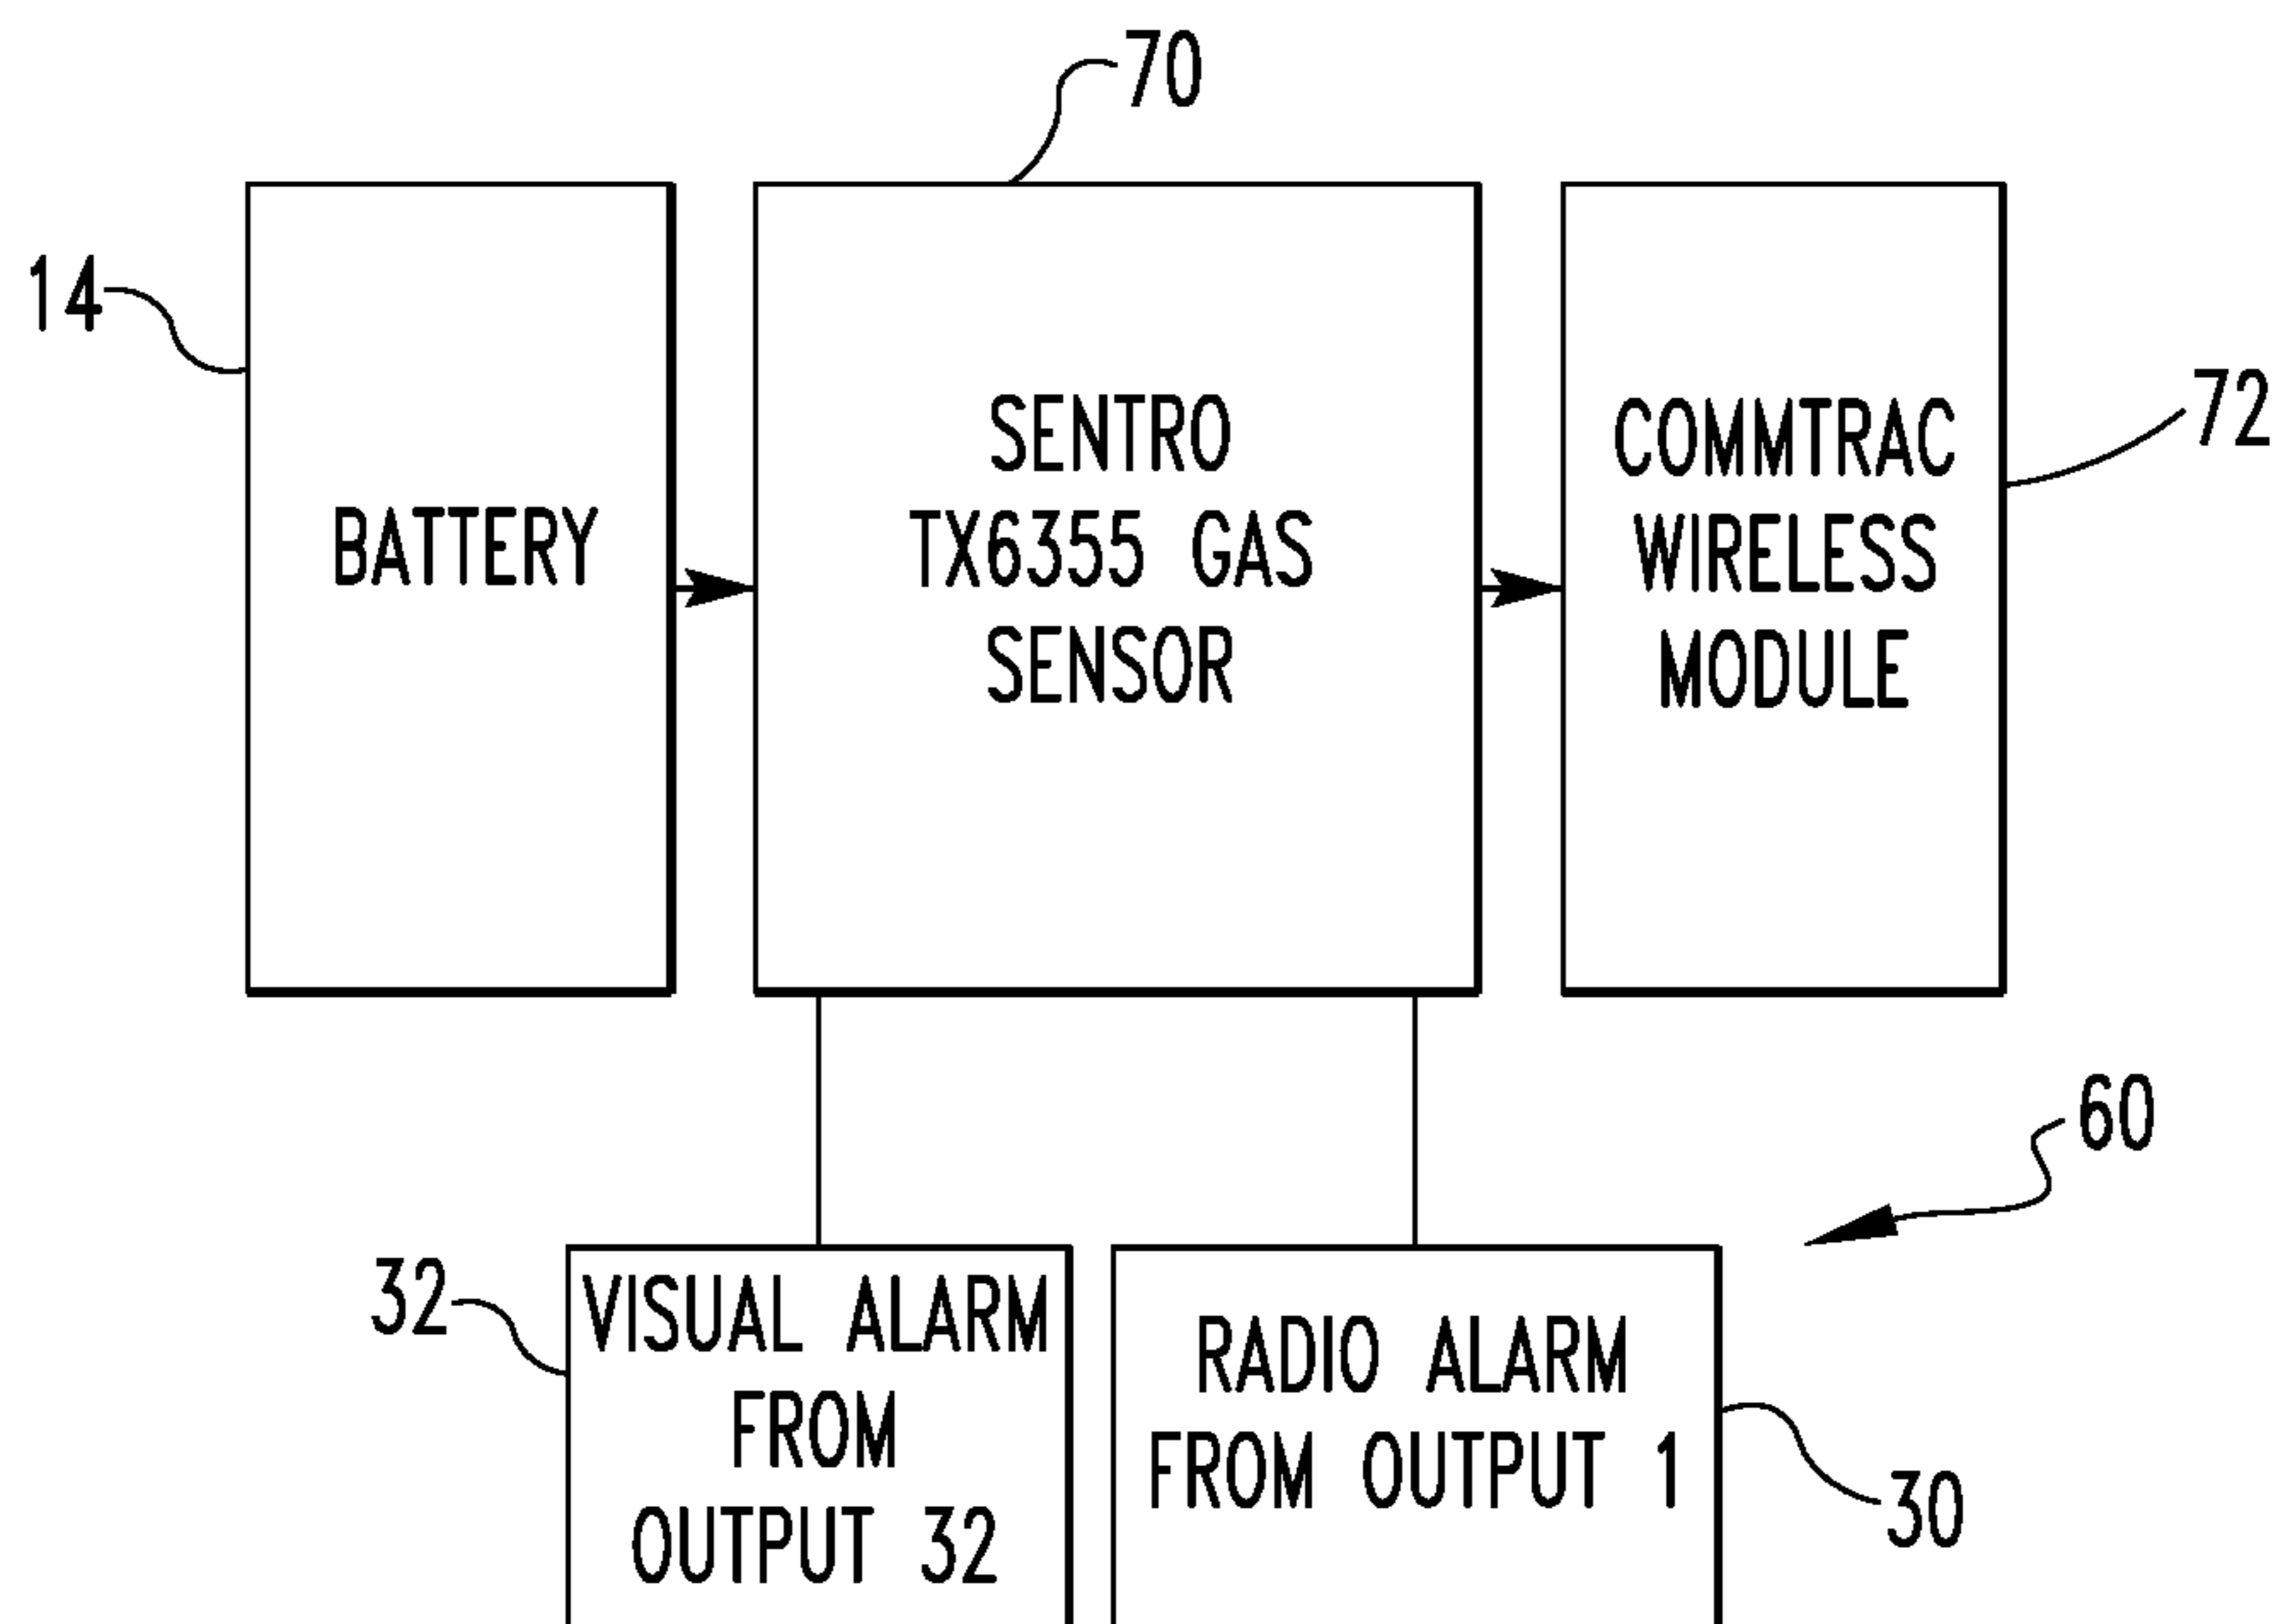 70
14
BATTERY
SENTRO
TX6355 GAS
SENSOR
COMMTRAC
WIRELESS
MODULE
72
60
32
VISUAL ALARM
FROM
OUTPUT 32
RADIO ALARM
FROM OUTPUT 1
30